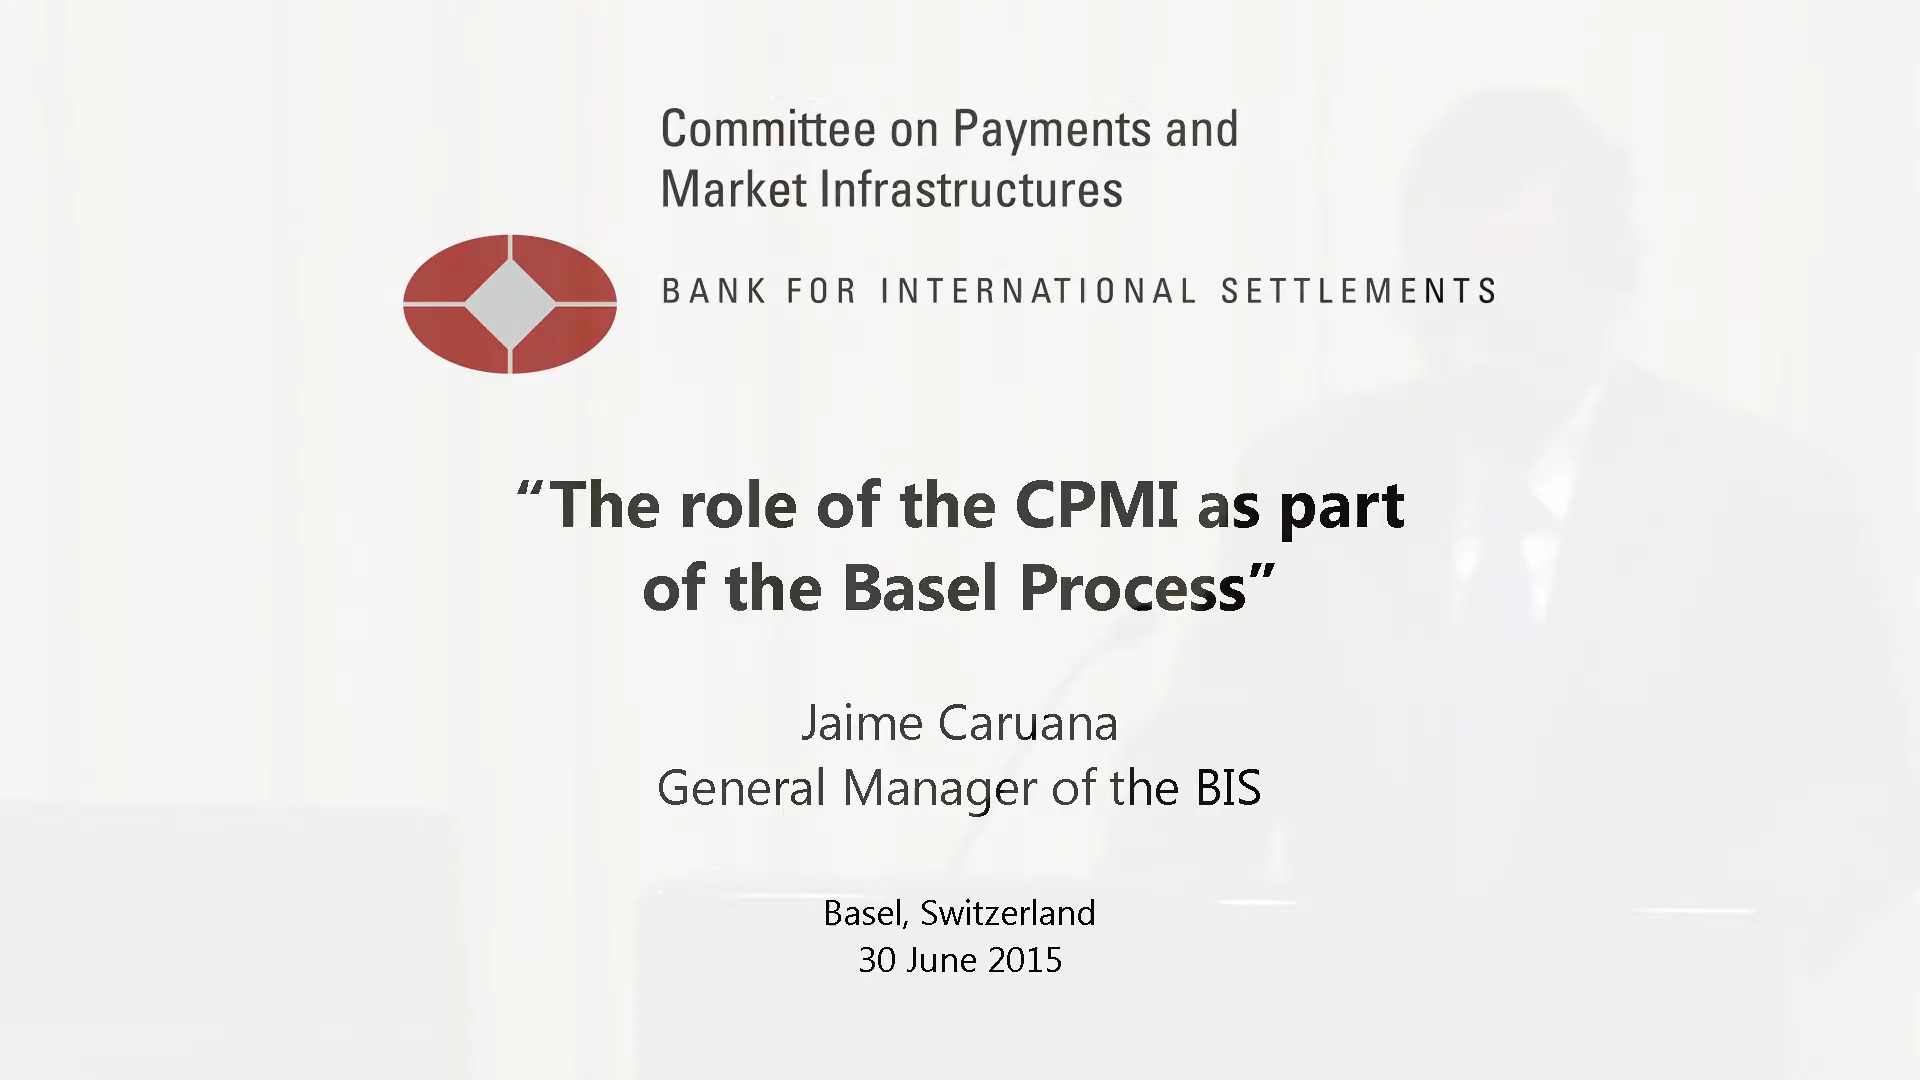 Committee on Payments and
Market Infrastructures
BANK FOR INTERNATIONAL SETTLEMENTS
“The role of the CPMI as part
of the Basel Process”
Jaime Caruana
General Manager of the BIS
Basel, Switzerland
30 June 2015